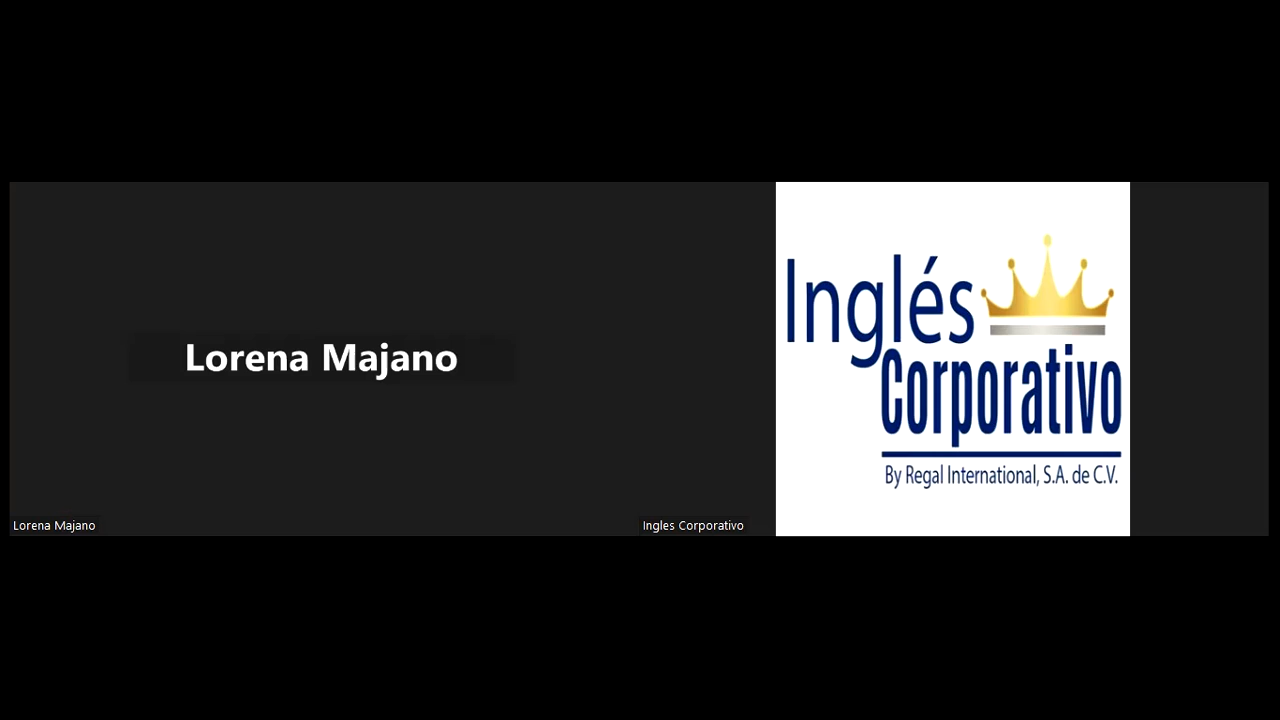 Lorena Majano
Lorena Majano
Ingles Corporativo
Inglés
Corporativo
By Regal International, S.A. de C.V.